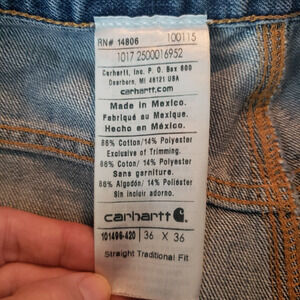 RN# 14806 100115
1017 2500016952
Carhartt, Inc. P. O. Box 600
Dearborn, MI 48121 USA
carhartt.com
Made in Mexico.
Fabriqué au Mexique.
Hecho en México.
86% Cotton/ 14% Polyester
Exclusive of Trimming.
86% Coton/ 14% Polyester
Sans garniture.
86% Algodón/ 14% Poliéster
Sin incluir adorno.
carhartt
101496-420 36 X 36
Straight Traditional Fit